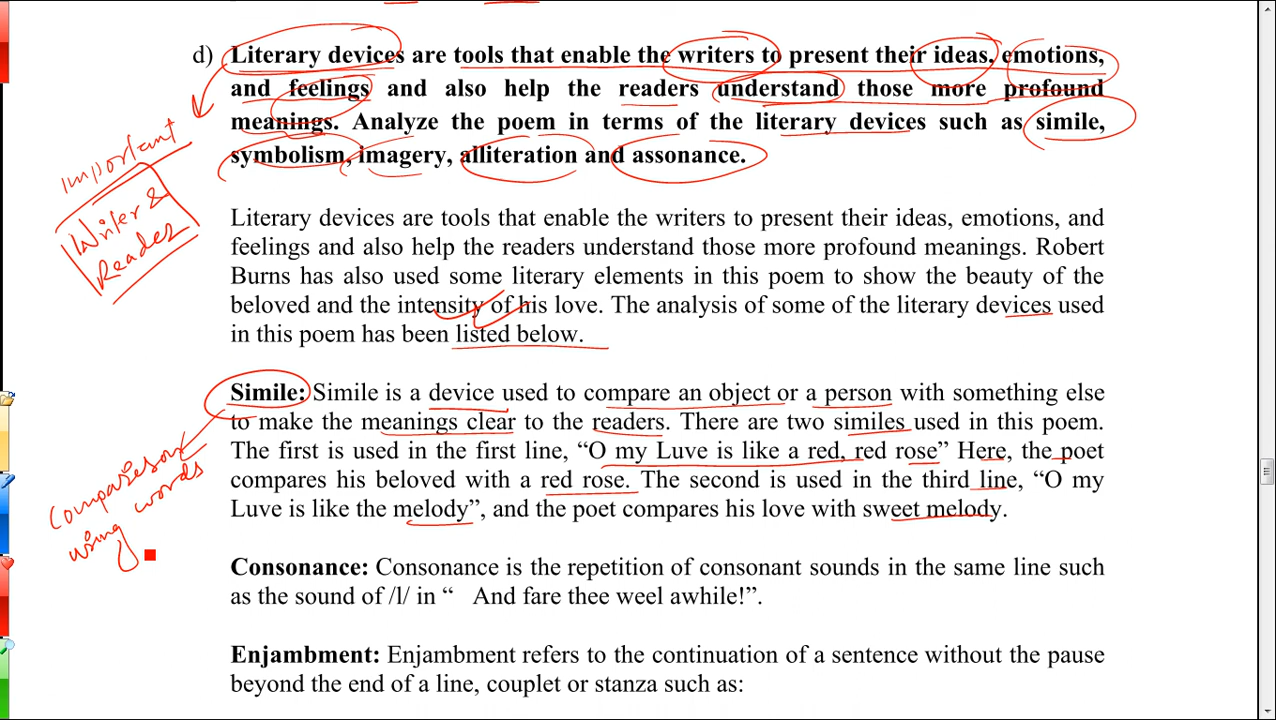 d) Literary devices are tools that enable the writers to present their ideas, emotions,
and feelings and also help the readers understand those more profound
meanings. Analyze the poem in terms of the literary devices such as simile,
symbolism, imagery, alliteration and assonance.
Important
Writer &
Reader
Literary devices are tools that enable the writers to present their ideas, emotions, and
feelings and also help the readers understand those more profound meanings. Robert
Burns has also used some literary elements in this poem to show the beauty of the
beloved and the intensity of his love. The analysis of some of the literary devices used
in this poem has been listed below.
Simile: Simile is a device used to compare an object or a person with something else
to make the meanings clear to the readers. There are two similes used in this poem.
The first is used in the first line, “O my Luve is like a red, red rose” Here, the poet
compares his beloved with a red rose. The second is used in the third line, “O my
Luve is like the melody”, and the poet compares his love with sweet melody.
Comparison
using words
Consonance: Consonance is the repetition of consonant sounds in the same line such
as the sound of /l/ in “ And fare thee weel awhile!”.
Enjambment: Enjambment refers to the continuation of a sentence without the pause
beyond the end of a line, couplet or stanza such as: